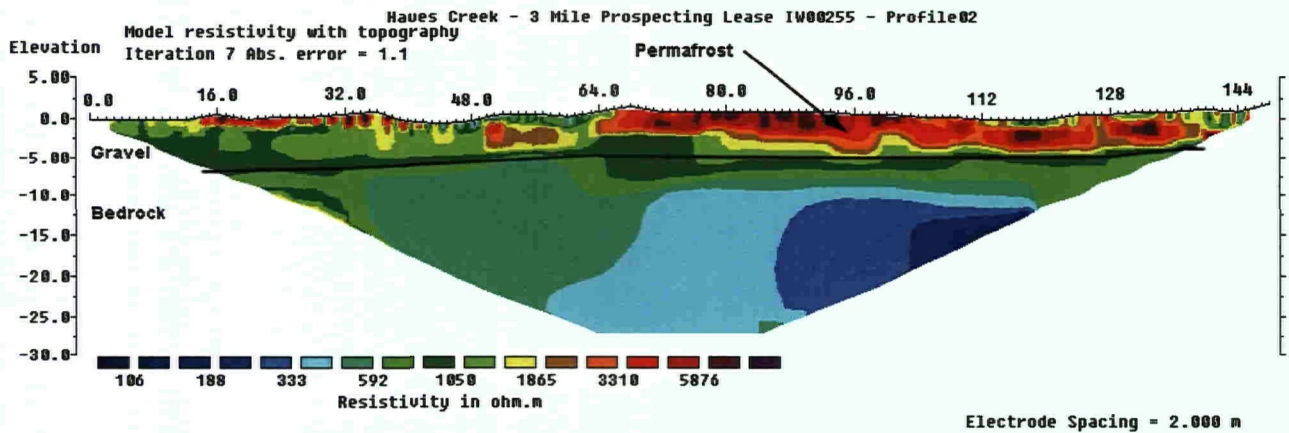 Haves Creek - 3 Mile Prospecting Lease IW00255 - Profile02
Model resistivity with topography
Elevation
Iteration 7 Abs. error = 1.1
Permafrost
5.00
0.0 16.0 32.0 48.0 64.0 80.0 96.0 112 128 144
0.0
Gravel
-5.00
-10.0
Bedrock
-15.0
-20.0
-25.0
-30.0
106 188 333 592 1050 1865 3310 5876
Resistivity in ohm.m
Electrode Spacing = 2.000 m